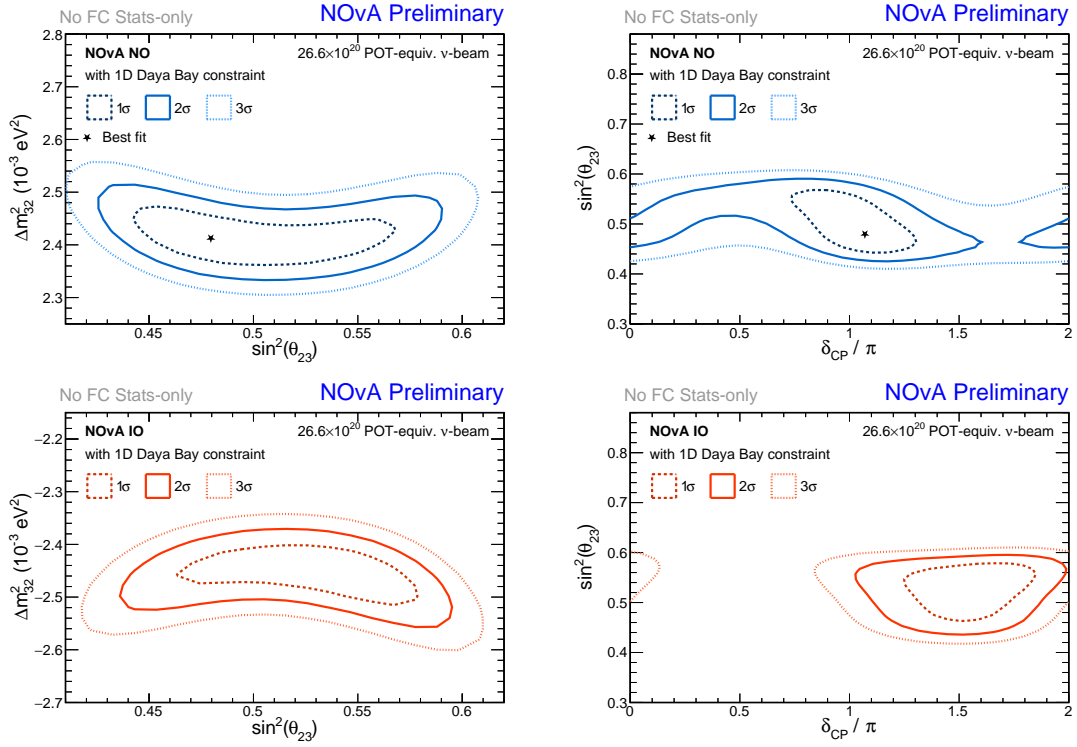 No FC Stats-only NOvA Preliminary
NOvA NO 26.6×10²⁰ POT-equiv. ν-beam
with 1D Daya Bay constraint
1σ 2σ 3σ
Best fit
2.8
2.7
2.6
2.5
2.4
2.3
Δm²₃₂ (10⁻³ eV²)
0.45 0.5 0.55 0.6
sin²(θ₂₃)
No FC Stats-only NOvA Preliminary
NOvA NO 26.6×10²⁰ POT-equiv. ν-beam
with 1D Daya Bay constraint
1σ 2σ 3σ
Best fit
0.8
0.7
0.6
0.5
0.4
0.3
sin²(θ₂₃)
0 0.5 1 1.5 2
δCP / π
No FC Stats-only NOvA Preliminary
NOvA IO 26.6×10²⁰ POT-equiv. ν-beam
with 1D Daya Bay constraint
1σ 2σ 3σ
−2.2
−2.3
−2.4
−2.5
−2.6
−2.7
Δm²₃₂ (10⁻³ eV²)
0.45 0.5 0.55 0.6
sin²(θ₂₃)
No FC Stats-only NOvA Preliminary
NOvA IO 26.6×10²⁰ POT-equiv. ν-beam
with 1D Daya Bay constraint
1σ 2σ 3σ
0.8
0.7
0.6
0.5
0.4
0.3
sin²(θ₂₃)
0 0.5 1 1.5 2
δCP / π